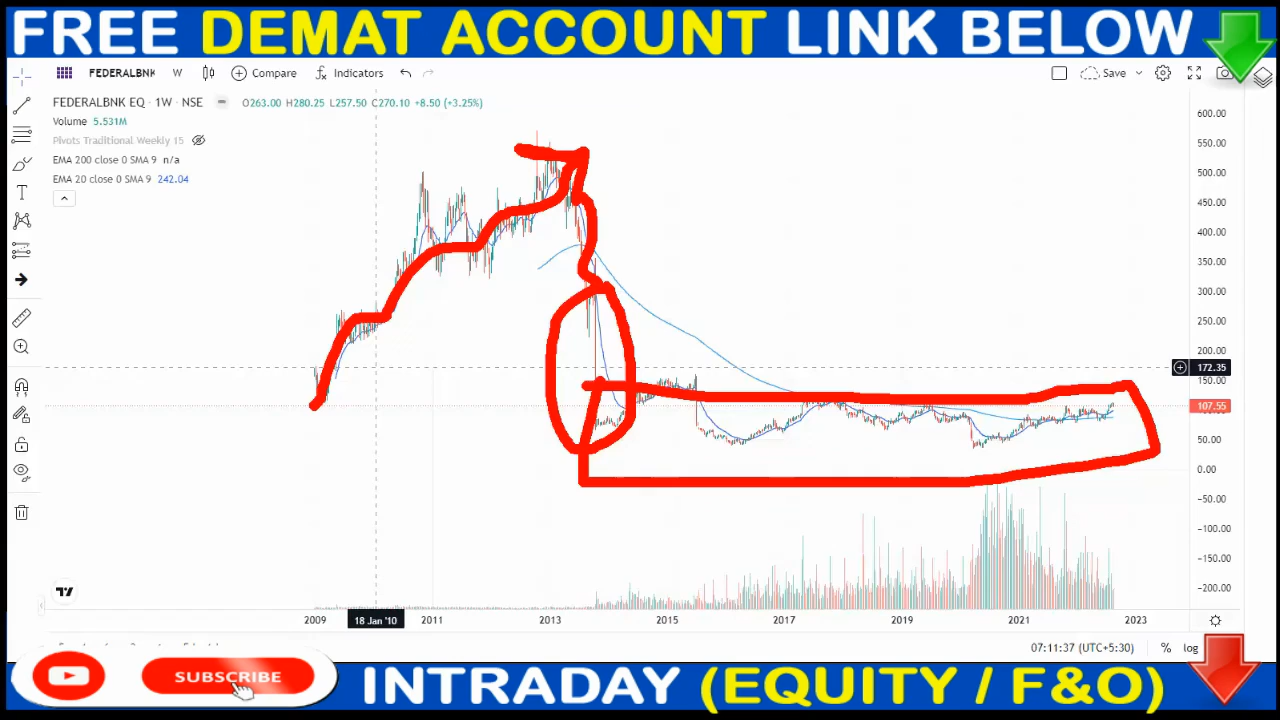 FREE DEMAT ACCOUNT LINK BELOW
FEDERALBNK W Compare Indicators Save
FEDERALBNK EQ · 1W · NSE O263.00 H280.25 L257.50 C270.10 +8.50 (+3.25%)
Volume 5.531M
Pivots Traditional Weekly 15
EMA 200 close 0 SMA 9 n/a
EMA 20 close 0 SMA 9 242.04
600.00
550.00
500.00
450.00
400.00
350.00
300.00
250.00
200.00
172.35
150.00
107.55
50.00
0.00
-50.00
-100.00
-150.00
-200.00
2009 18 Jan '10 2011 2013 2015 2017 2019 2021 2023
07:11:37 (UTC+5:30) % log
SUBSCRIBE
INTRADAY (EQUITY / F&O)